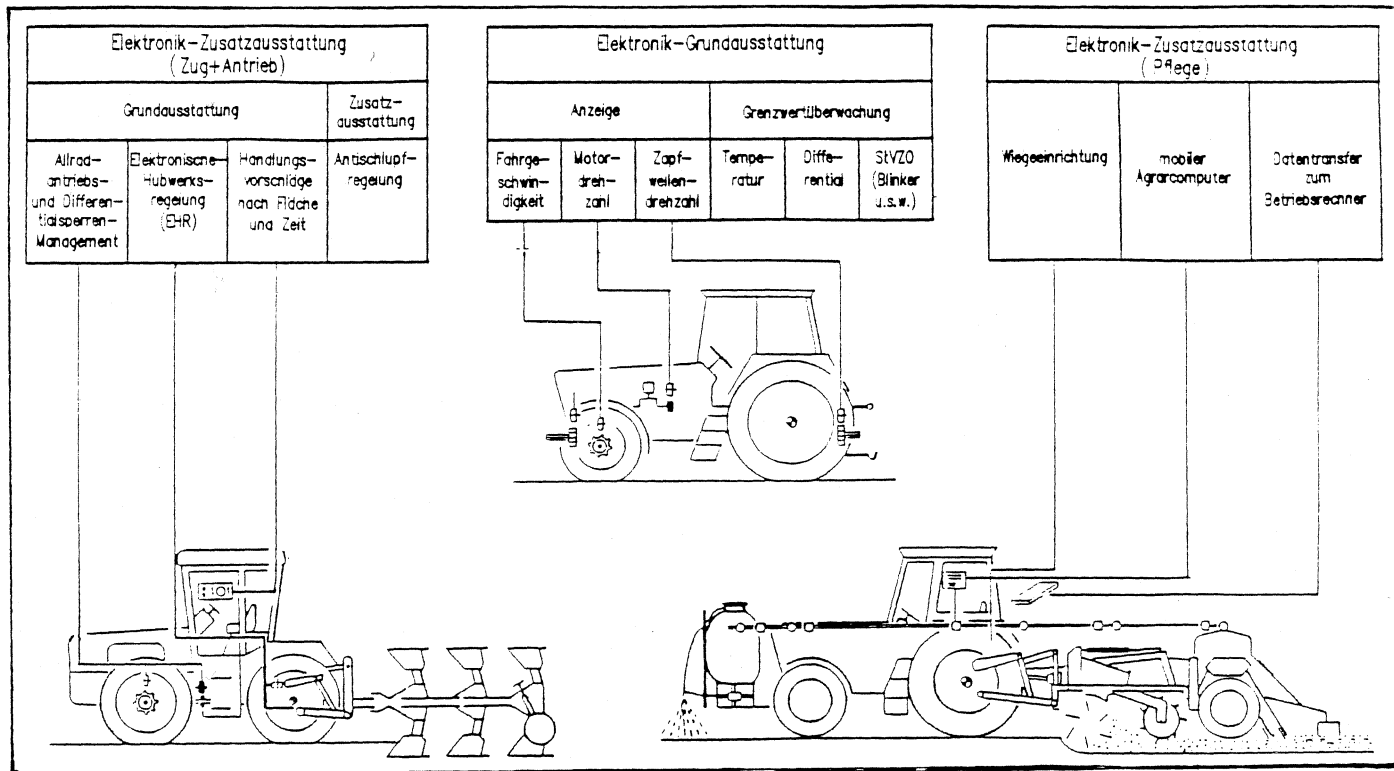 Elektronik-Zusatzausstattung
(Zug+Antrieb)
Grundausstattung
Zusatz-
ausstattung
Allrad-
antriebs-
und Differen-
tialsperren-
Management
Elektronische-
Hubwerks-
regelung
(EHR)
Handlungs-
vorschläge
nach Fläche
und Zeit
Antischlupf-
regelung
Elektronik-Grundausstattung
Anzeige
Grenzwertüberwachung
Fahrge-
schwin-
digkeit
Motor-
dreh-
zahl
Zapf-
wellen-
drehzahl
Tempe-
ratur
Diffe-
rential
StVZO
(Blinker
u.s.w.)
Elektronik-Zusatzausstattung
(Pflege)
Wiegeeinrichtung
mobiler
Agrarcomputer
Datentransfer
zum
Betriebsrechner